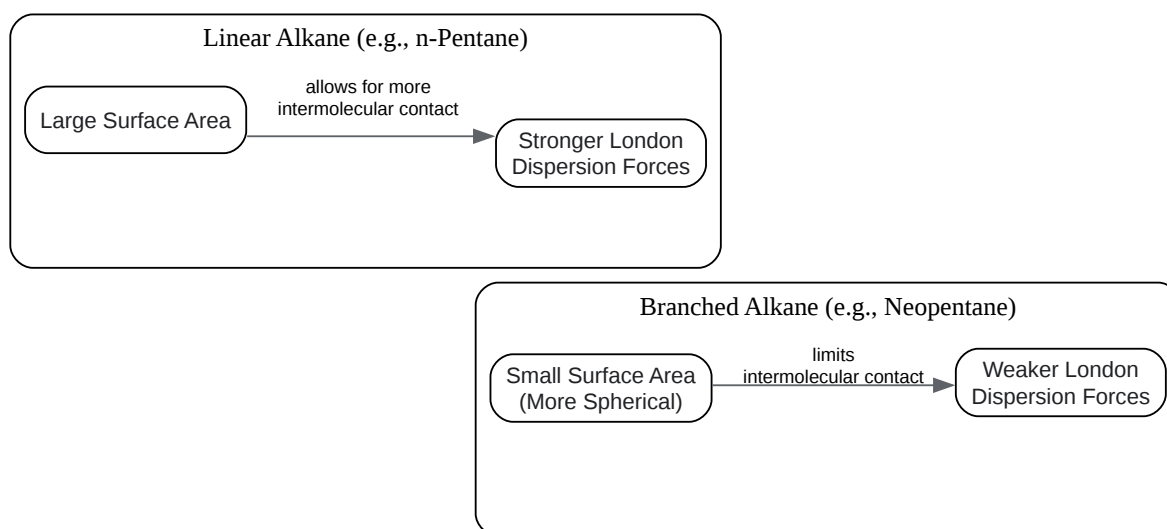 Linear Alkane (e.g., n-Pentane)
Large Surface Area
allows for more
intermolecular contact
Stronger London
Dispersion Forces
Branched Alkane (e.g., Neopentane)
Small Surface Area
(More Spherical)
limits
intermolecular contact
Weaker London
Dispersion Forces